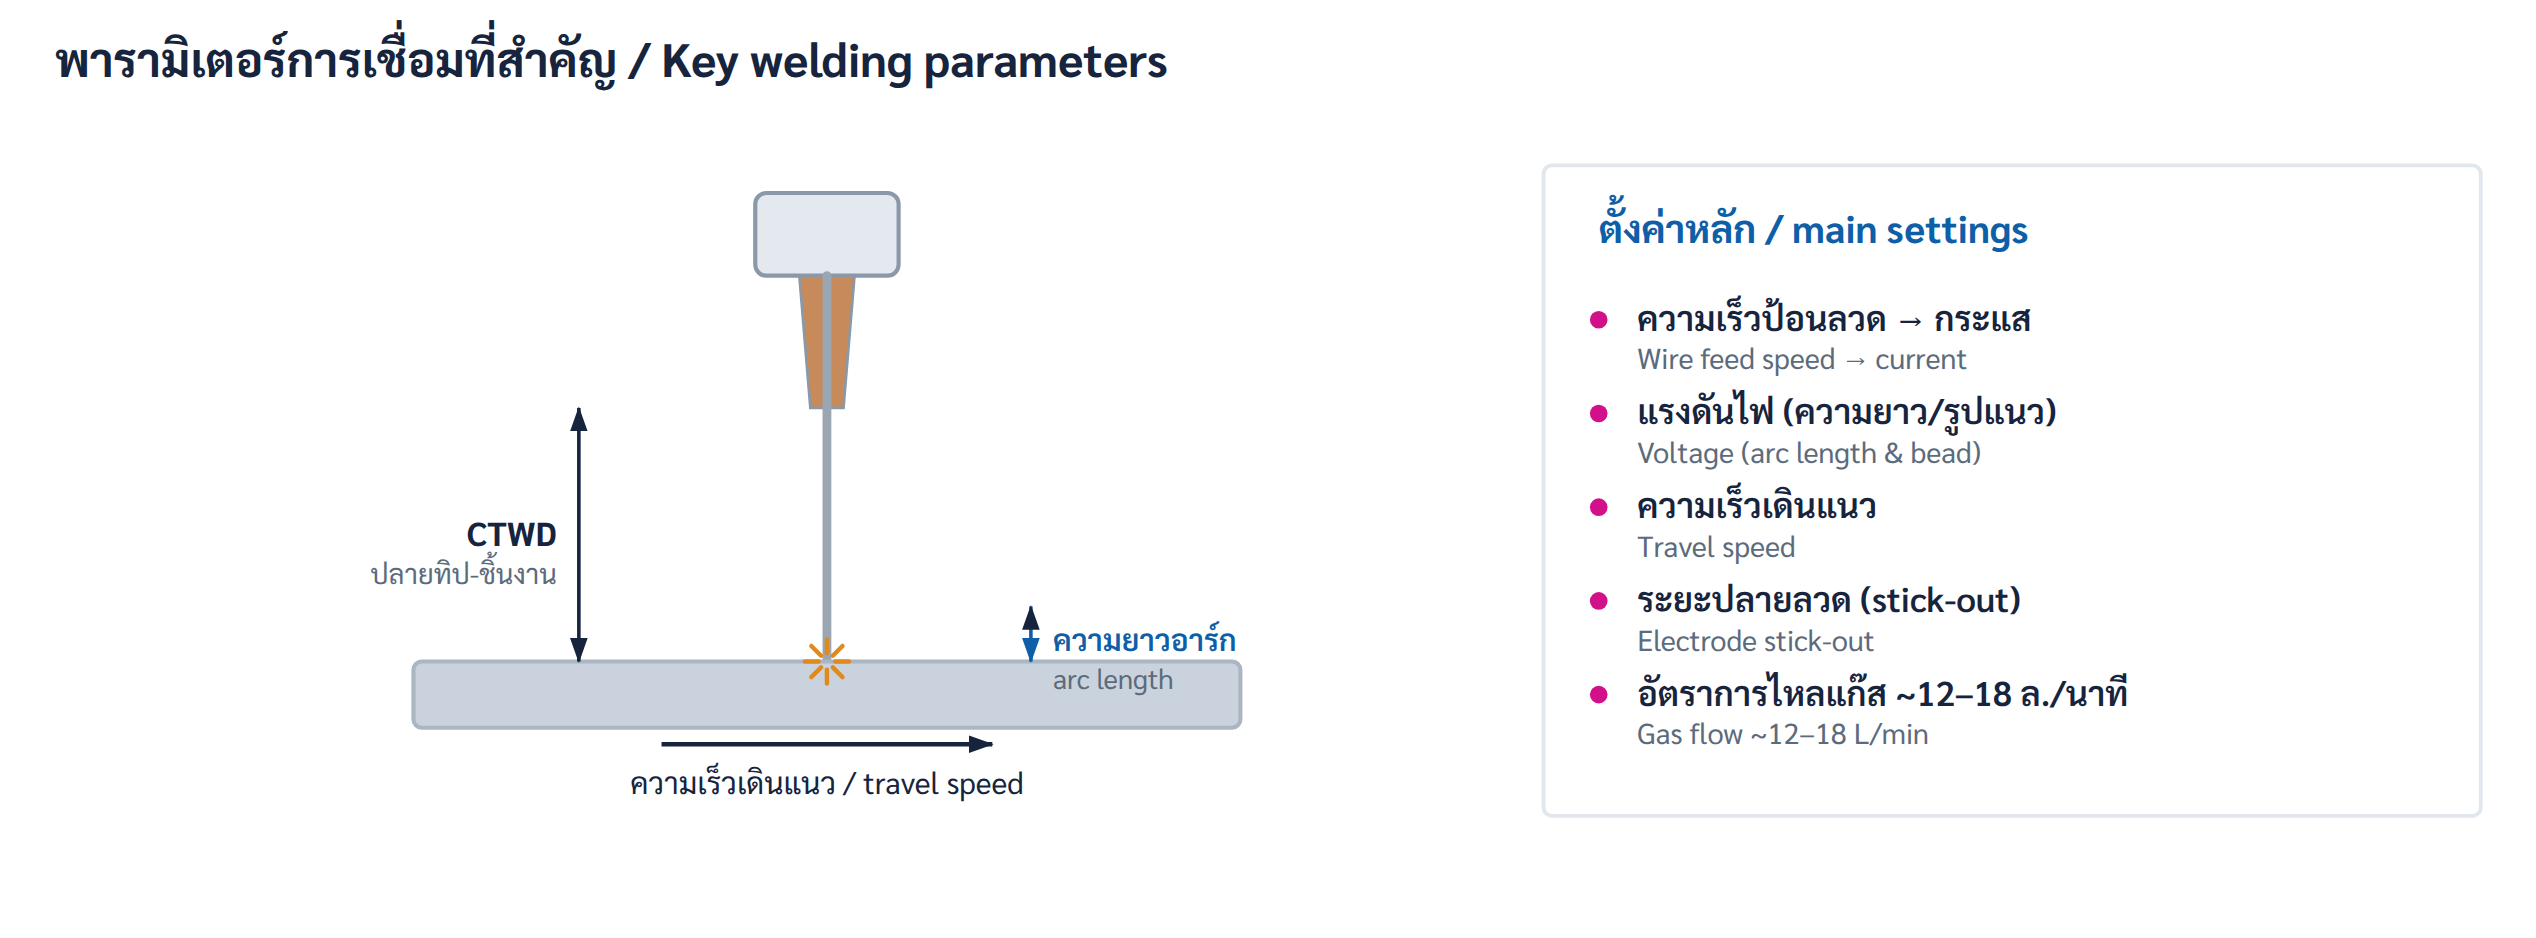 พารามิเตอร์การเชื่อมที่สำคัญ / Key welding parameters
CTWD
ปลายทิป-ชิ้นงาน
ความยาวอาร์ก
arc length
ความเร็วเดินแนว / travel speed
ตั้งค่าหลัก / main settings
ความเร็วป้อนลวด → กระแส
Wire feed speed → current
แรงดันไฟ (ความยาว/รูปแนว)
Voltage (arc length & bead)
ความเร็วเดินแนว
Travel speed
ระยะปลายลวด (stick-out)
Electrode stick-out
อัตราการไหลแก๊ส ~12–18 ล./นาที
Gas flow ~12–18 L/min